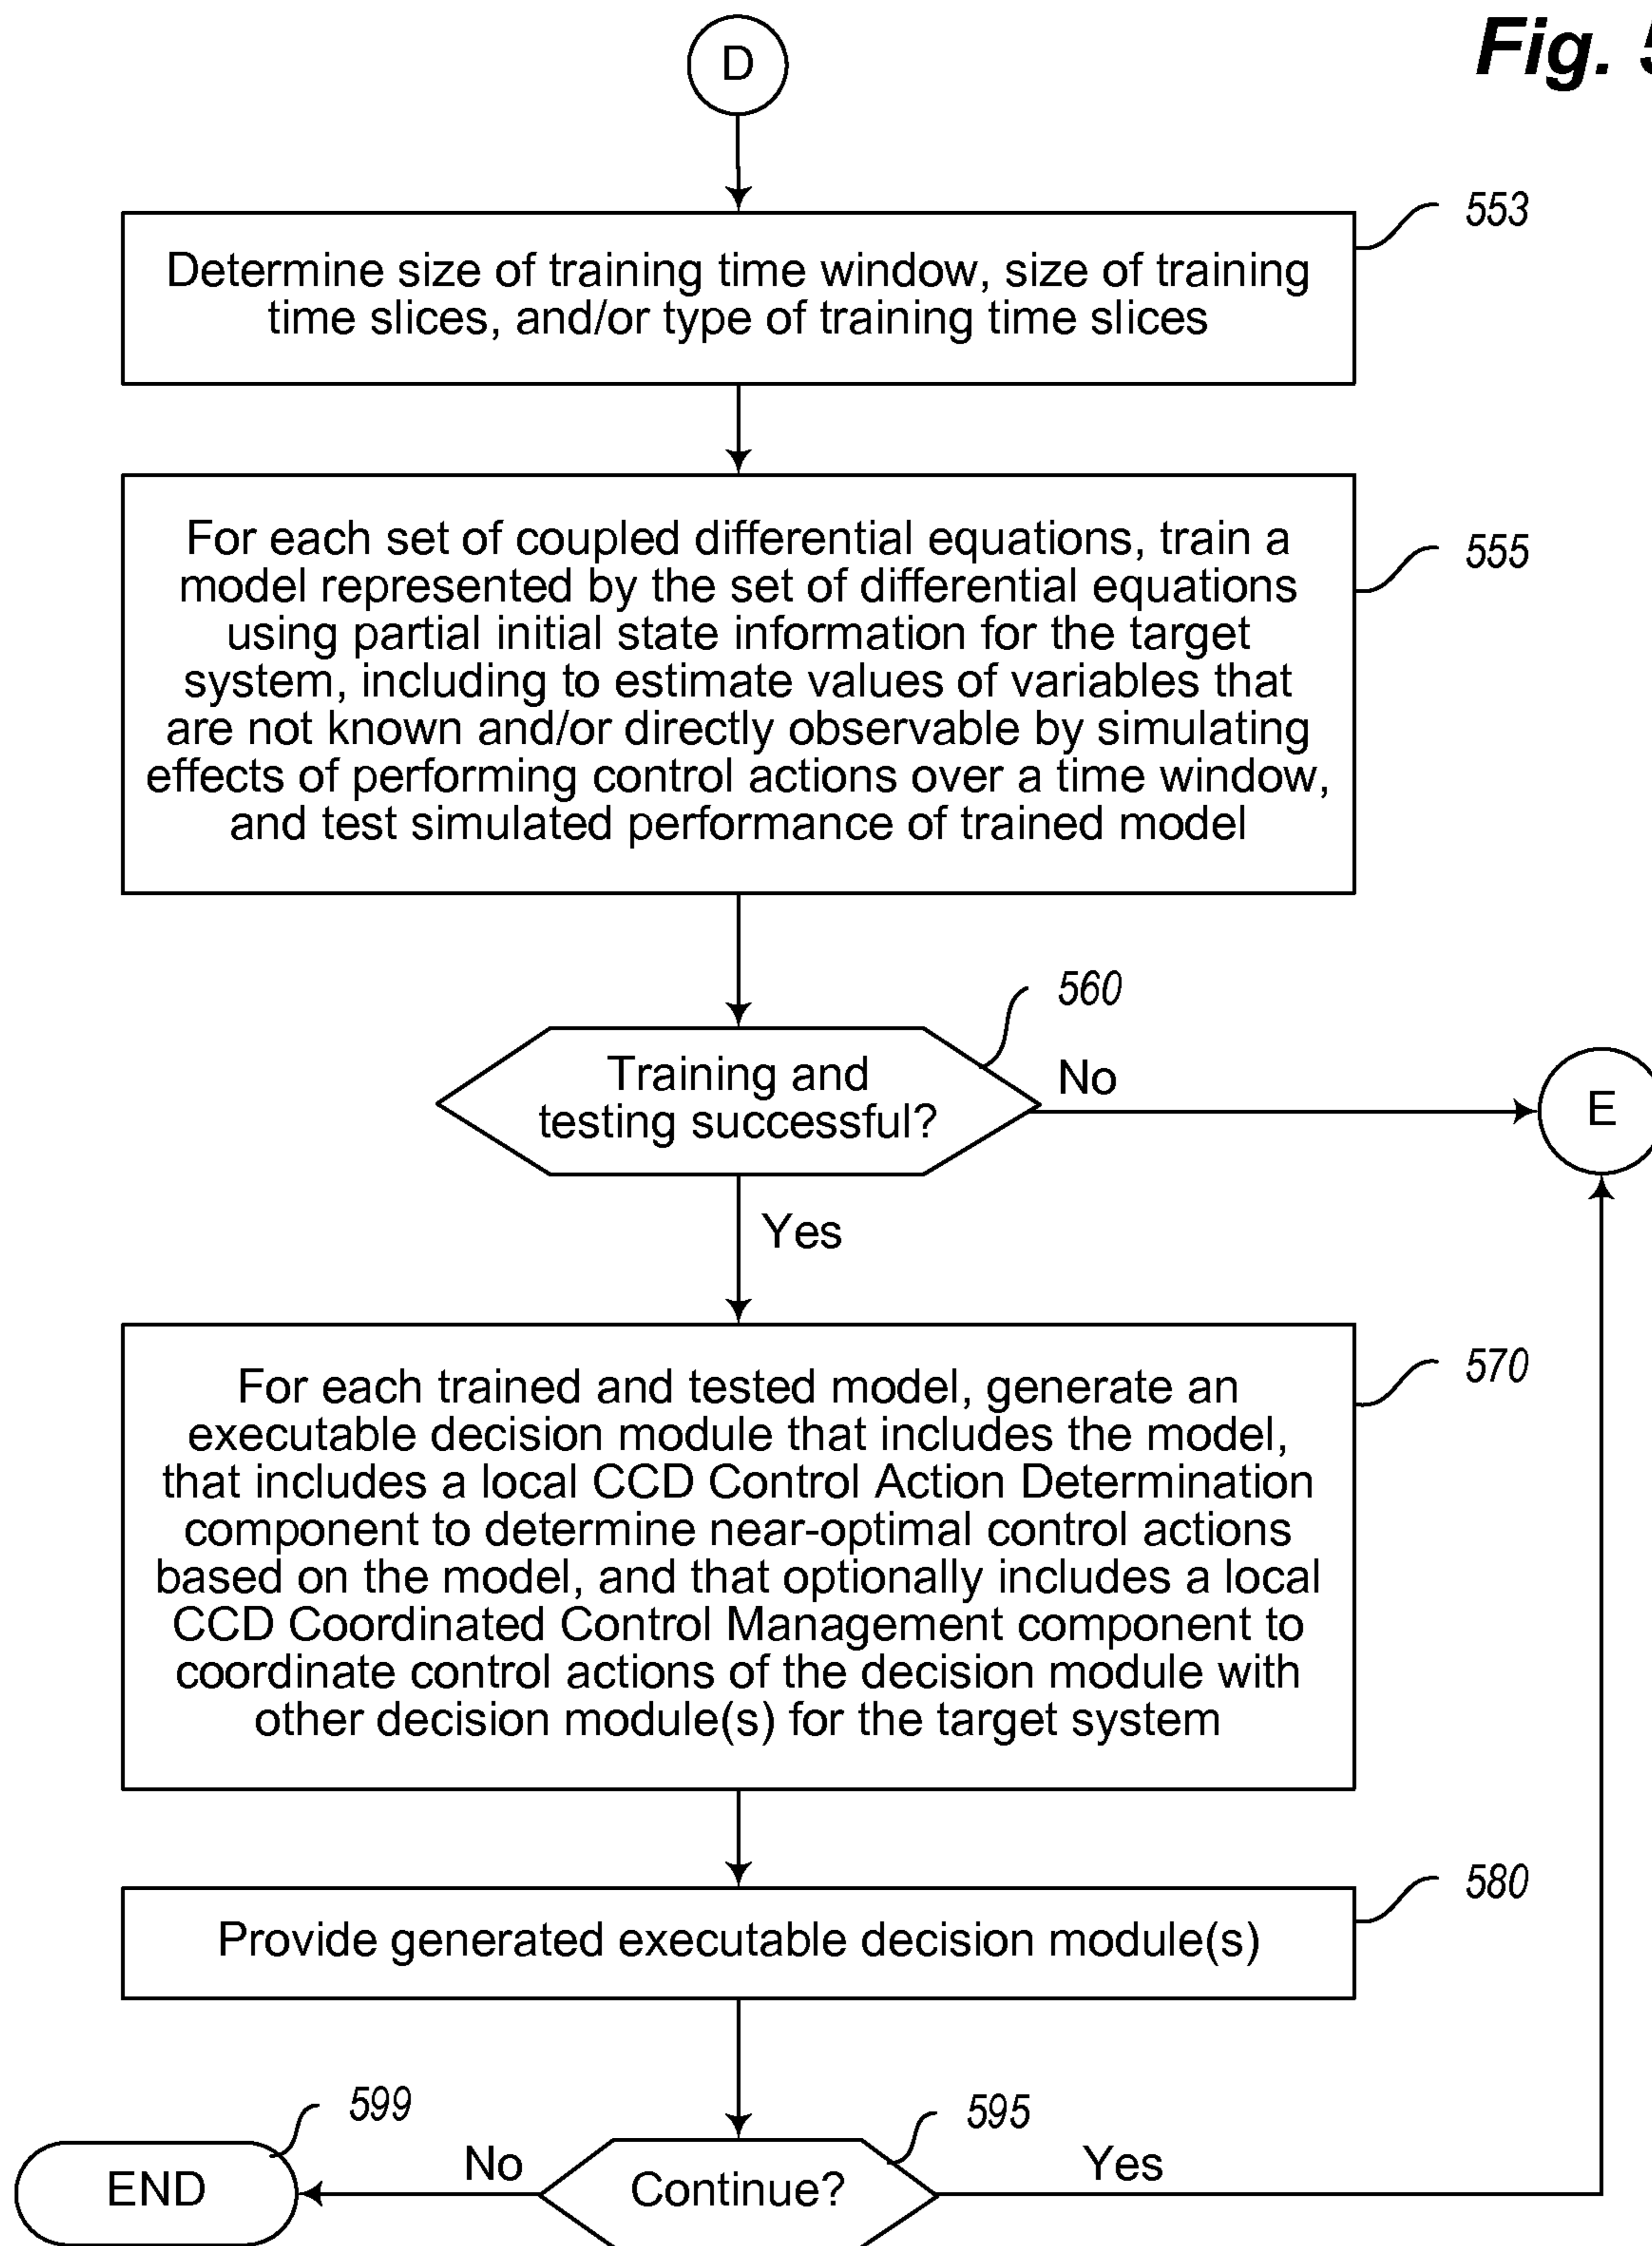 D
Fig. 5
553
Determine size of training time window, size of training
time slices, and/or type of training time slices
555
For each set of coupled differential equations, train a
model represented by the set of differential equations
using partial initial state information for the target
system, including to estimate values of variables that
are not known and/or directly observable by simulating
effects of performing control actions over a time window,
and test simulated performance of trained model
560
Training and
testing successful?
No
E
Yes
570
For each trained and tested model, generate an
executable decision module that includes the model,
that includes a local CCD Control Action Determination
component to determine near-optimal control actions
based on the model, and that optionally includes a local
CCD Coordinated Control Management component to
coordinate control actions of the decision module with
other decision module(s) for the target system
580
Provide generated executable decision module(s)
599
END
No
595
Continue?
Yes